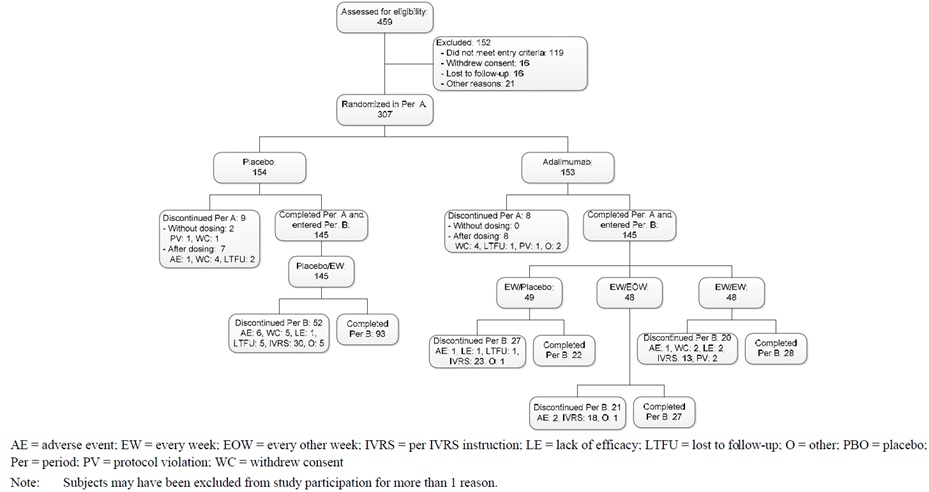 Assessed for eligibility:
459
Excluded: 152
- Did not meet entry criteria: 119
- Withdrew consent: 16
- Lost to follow-up: 16
- Other reasons: 21
Randomized in Per. A:
307
Placebo:
154
Adalimumab:
153
Discontinued Per A: 9
- Without dosing: 2
PV: 1, WC: 1
- After dosing: 7
AE: 1, WC: 4, LTFU: 2
Completed Per. A and
entered Per. B:
145
Discontinued Per A: 8
- Without dosing: 0
- After dosing: 8
WC: 4, LTFU: 1, PV: 1, O: 2
Completed Per. A and
entered Per. B:
145
Placebo/EW:
145
EW/Placebo:
49
EW/EOW:
48
EW/EW:
48
Discontinued Per B: 52
AE: 6, WC: 5, LE: 1,
LTFU: 5, IVRS: 30, O: 5
Completed
Per B: 93
Discontinued Per B: 27
AE: 1, LE: 1, LTFU: 1,
IVRS: 23, O: 1
Completed
Per B: 22
Discontinued Per B: 20
AE: 1, WC: 2, LE: 2,
IVRS: 13, PV: 2
Completed
Per B: 28
Discontinued Per B: 21
AE: 2, IVRS: 18, O: 1
Completed
Per B: 27
AE = adverse event; EW = every week; EOW = every other week; IVRS = per IVRS instruction; LE = lack of efficacy; LTFU = lost to follow-up; O = other; PBO = placebo;
Per = period; PV = protocol violation; WC = withdrew consent
Note: Subjects may have been excluded from study participation for more than 1 reason.